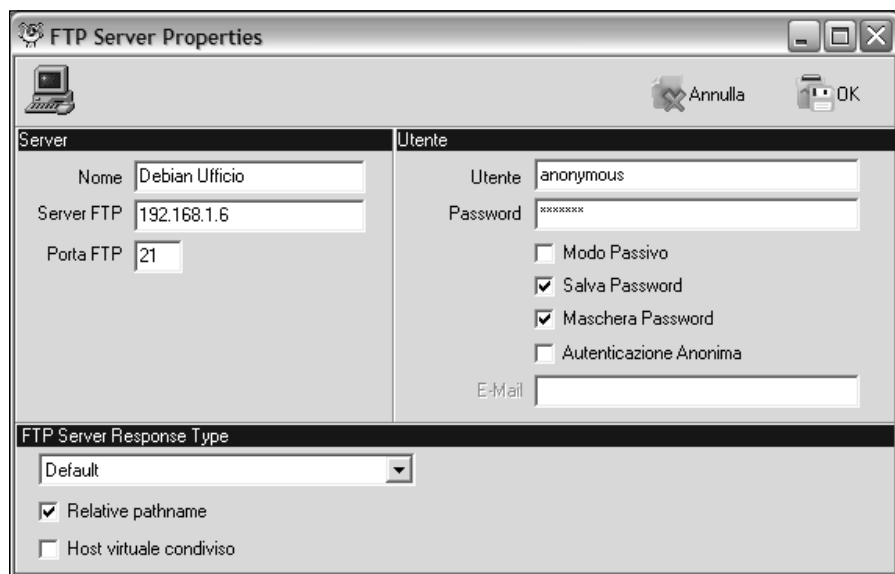 FTP Server Properties
Annulla
OK
Server
Nome Debian Ufficio
Server FTP 192.168.1.6
Porta FTP 21
Utente
Utente anonymous
Password *******
Modo Passivo
Salva Password
Maschera Password
Autenticazione Anonima
E-Mail
FTP Server Response Type
Default
Relative pathname
Host virtuale condiviso